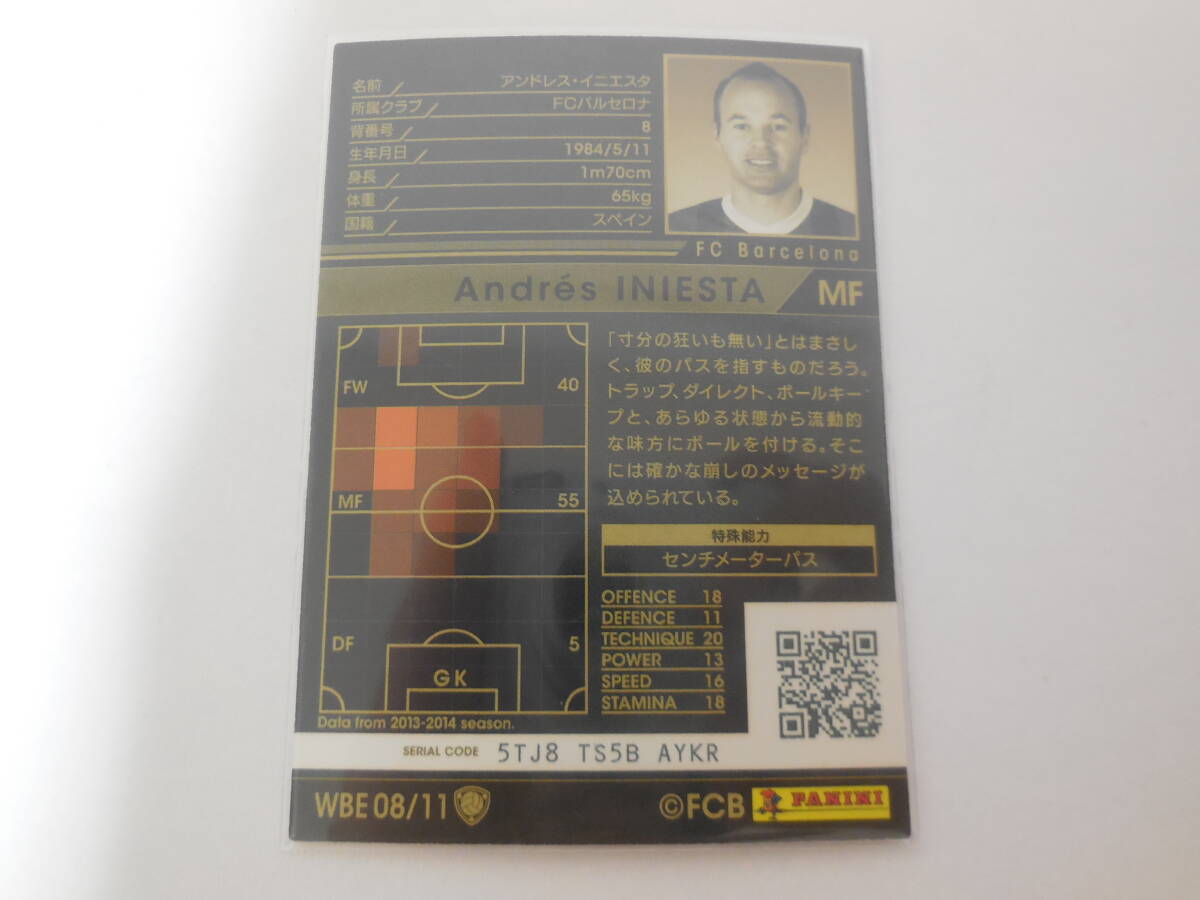 名前 アンドレス・イニエスタ
所属クラブ FCバルセロナ
背番号 8
生年月日 1984/5/11
身長 1m70cm
体重 65kg
国籍 スペイン
FC Barcelona
Andrés INIESTA MF
FW 40
MF 55
DF 5
GK
Data from 2013-2014 season.
「寸分の狂いも無い」とはまさし
く、彼のパスを指すものだろう。
トラップ、ダイレクト、ボールキー
プと、あらゆる状態から流動的
な味方にボールを付ける。そこ
には確かな崩しのメッセージが
込められている。
特殊能力
センチメーターパス
OFFENCE 18
DEFENCE 11
TECHNIQUE 20
POWER 13
SPEED 16
STAMINA 18
SERIAL CODE 5TJ8 TS5B AYKR
WBE 08/11 ©FCB PANINI